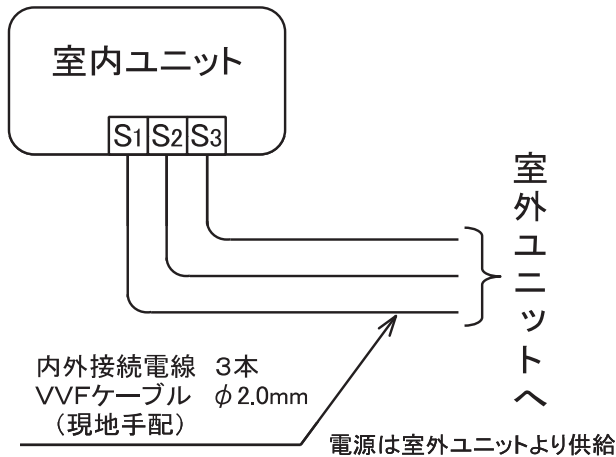 室内ユニット
S1 S2 S3
室外ユニットへ
内外接続電線 3本
VVFケーブル φ2.0mm
(現地手配)
電源は室外ユニットより供給